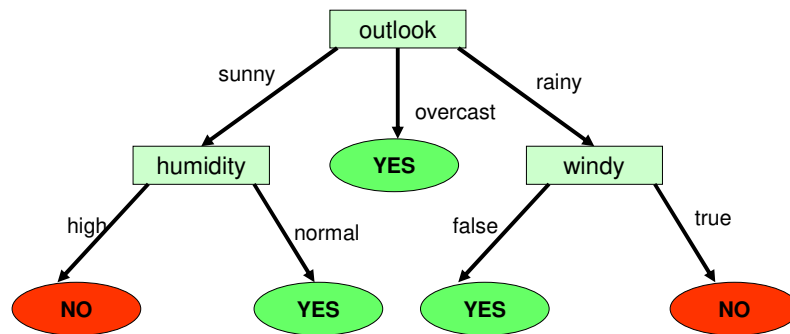 outlook
sunny
rainy
overcast
humidity
YES
windy
high
normal
false
true
NO
YES
YES
NO